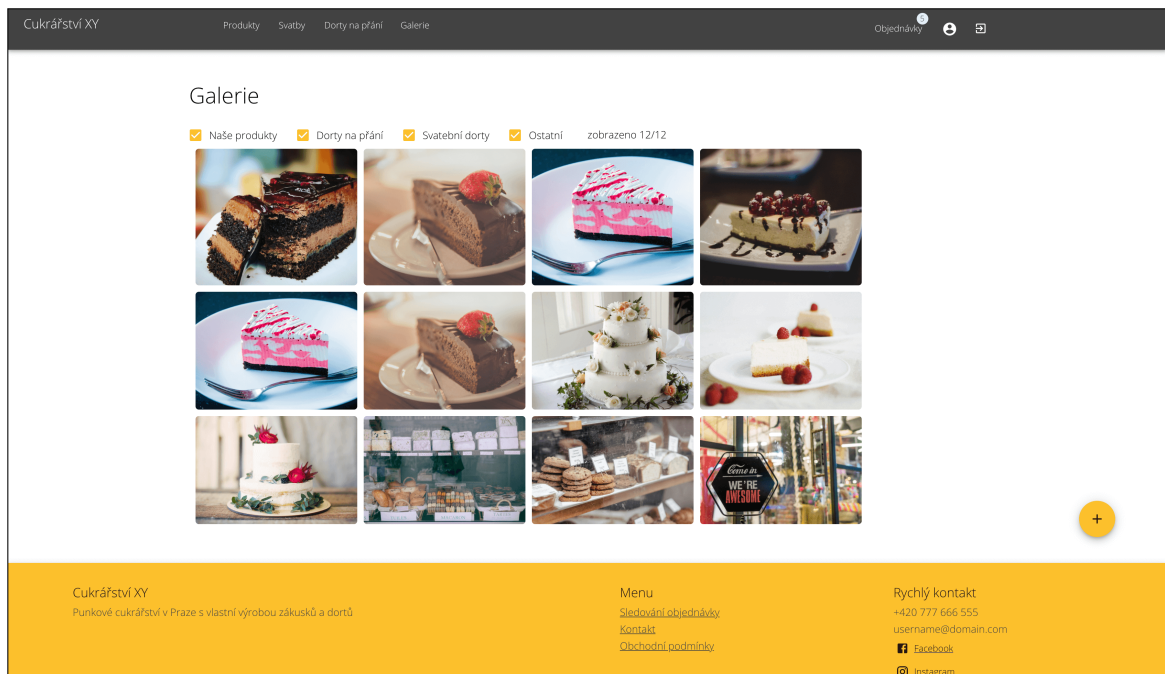 Cukrářství XY
Produkty Svatby Dorty na přání Galerie
Objednávky 5
Galerie
Naše produkty Dorty na přání Svatební dorty Ostatní zobrazeno 12/12
Come in
WE'RE
AWESOME
+
Cukrářství XY
Punkové cukrářství v Praze s vlastní výrobou zákusků a dortů
Menu
Sledování objednávky
Kontakt
Obchodní podmínky
Rychlý kontakt
+420 777 666 555
username@domain.com
Facebook
Instagram